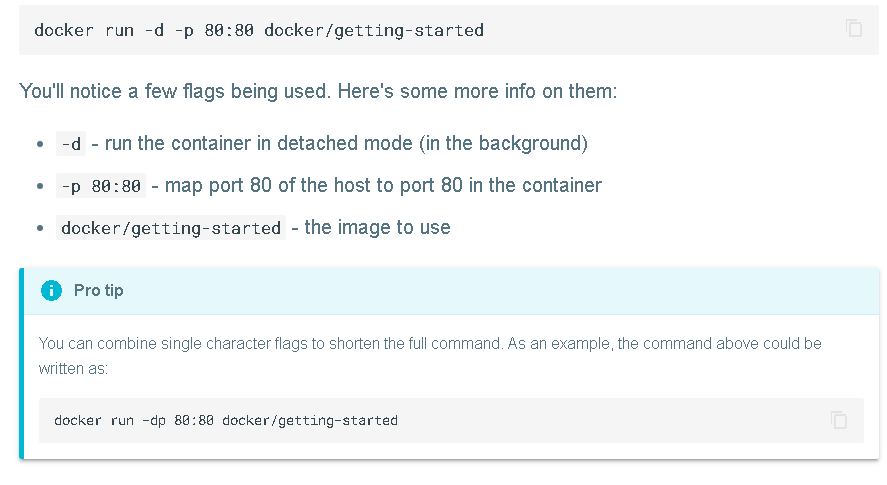 docker run -d -p 80:80 docker/getting-started
You'll notice a few flags being used. Here's some more info on them:
-d - run the container in detached mode (in the background)
-p 80:80 - map port 80 of the host to port 80 in the container
docker/getting-started - the image to use
Pro tip
You can combine single character flags to shorten the full command. As an example, the command above could be
written as:
docker run -dp 80:80 docker/getting-started